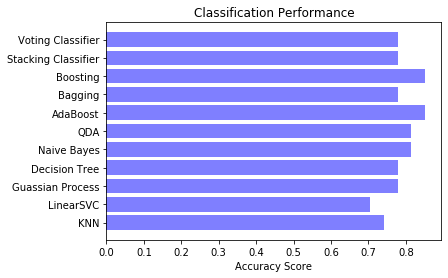 Classification Performance
Voting Classifier
Stacking Classifier
Boosting
Bagging
AdaBoost
QDA
Naive Bayes
Decision Tree
Guassian Process
LinearSVC
KNN
0.0 0.1 0.2 0.3 0.4 0.5 0.6 0.7 0.8
Accuracy Score